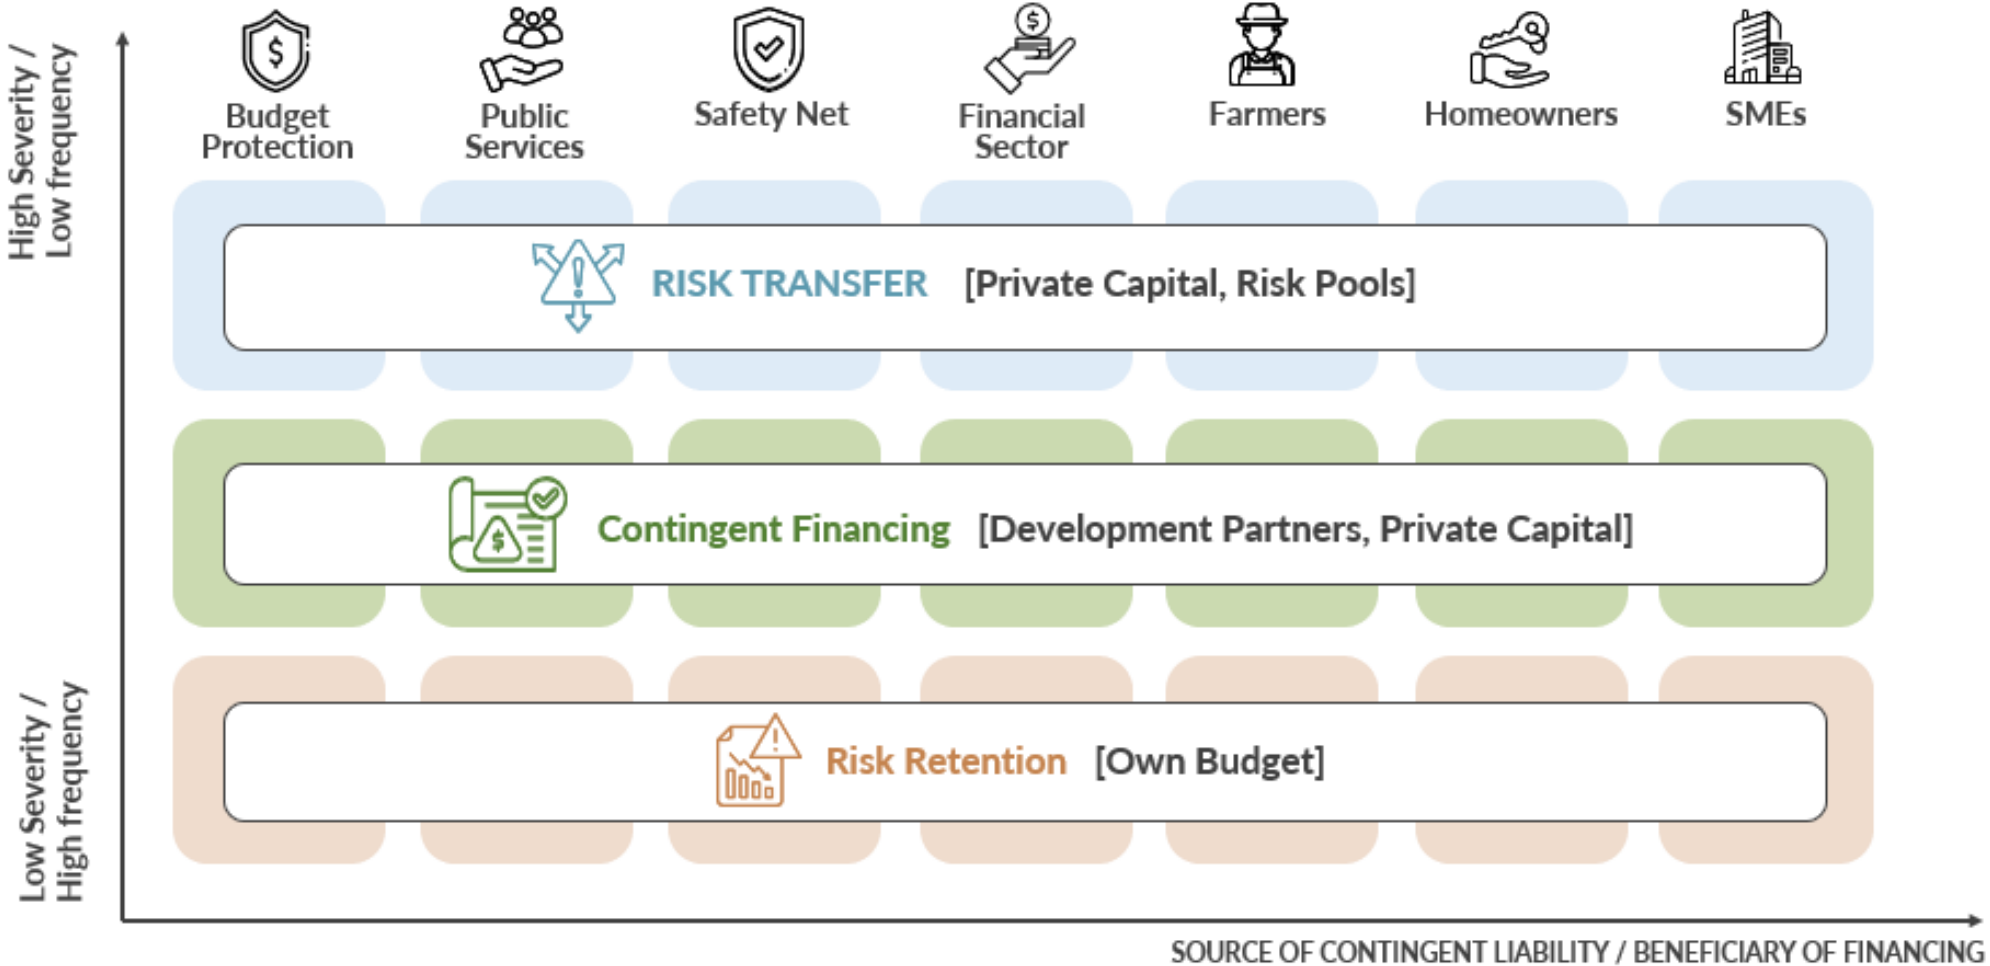 High Severity /
Low frequency
Budget
Protection
Public
Services
Safety Net
Financial
Sector
Farmers
Homeowners
SMEs
RISK TRANSFER [Private Capital, Risk Pools]
Contingent Financing [Development Partners, Private Capital]
Risk Retention [Own Budget]
Low Severity /
High frequency
SOURCE OF CONTINGENT LIABILITY / BENEFICIARY OF FINANCING